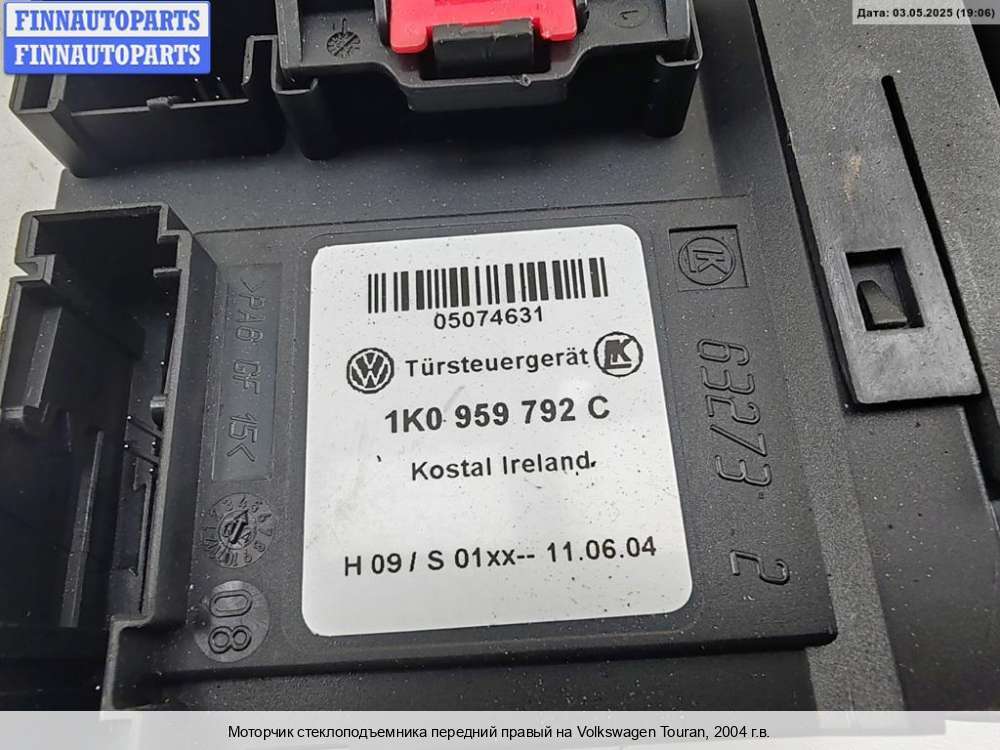 FINNAUTOPARTS
FINNAUTOPARTS
FINNAUTOPARTS
Дата: 03.05.2025 (19:06)
05074631
Türsteuergerät
1K0 959 792 C
Kostal Ireland
H 09 / S 01xx-- 11.06.04
>PA6 GF 15<
63273 2
08
Моторчик стеклоподъемника передний правый на Volkswagen Touran, 2004 г.в.